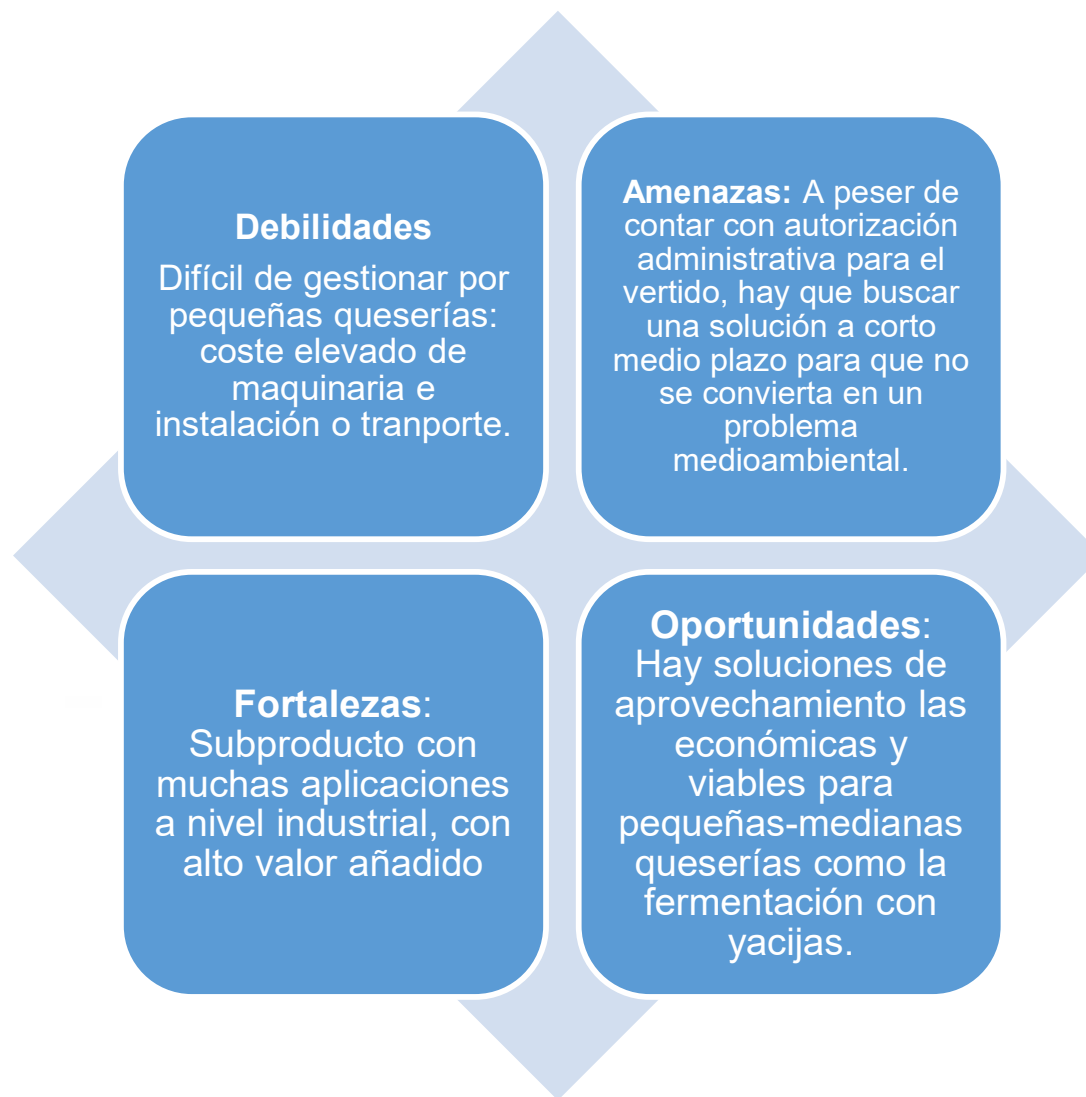 Debilidades
Difícil de gestionar por
pequeñas queserías:
coste elevado de
maquinaria e
instalación o tranporte.
Amenazas: A peser de
contar con autorización
administrativa para el
vertido, hay que buscar
una solución a corto
medio plazo para que no
se convierta en un
problema
medioambiental.
Fortalezas:
Subproducto con
muchas aplicaciones
a nivel industrial, con
alto valor añadido
Oportunidades:
Hay soluciones de
aprovechamiento las
económicas y
viables para
pequeñas-medianas
queserías como la
fermentación con
yacijas.